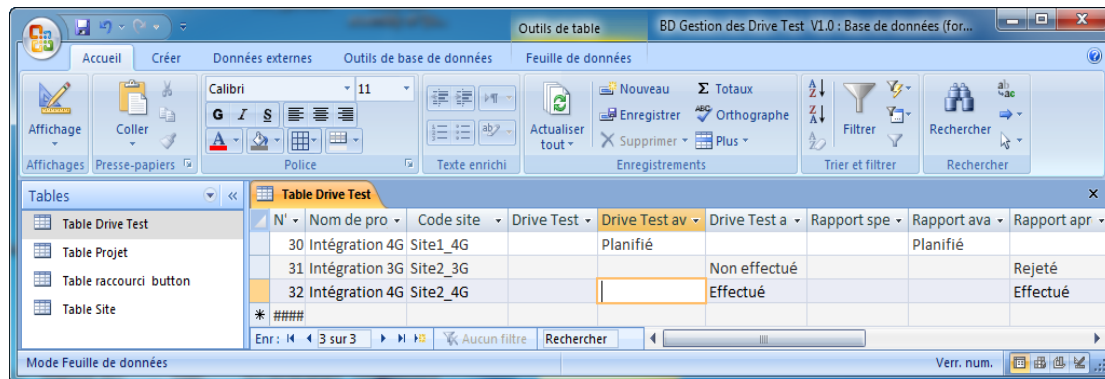 Outils de table BD Gestion des Drive Test V1.0 : Base de données (for...
Accueil Créer Données externes Outils de base de données Feuille de données
Calibri 11 Nouveau Σ Totaux
G I S Enregistrer Orthographe
Affichage Coller A Actualiser tout Supprimer Plus Filtrer Rechercher
Affichages Presse-papiers Police Texte enrichi Enregistrements Trier et filtrer Rechercher
Tables « Table Drive Test
Table Drive Test
Table Projet
Table raccourci button
Table Site
N° Nom de pro Code site Drive Test Drive Test av Drive Test a Rapport spe Rapport ava Rapport apr
30 Intégration 4G Site1_4G Planifié Planifié
31 Intégration 3G Site2_3G Non effectué Rejeté
32 Intégration 4G Site2_4G Effectué Effectué
####
Enr : 3 sur 3 Aucun filtre Rechercher
Mode Feuille de données Verr. num.